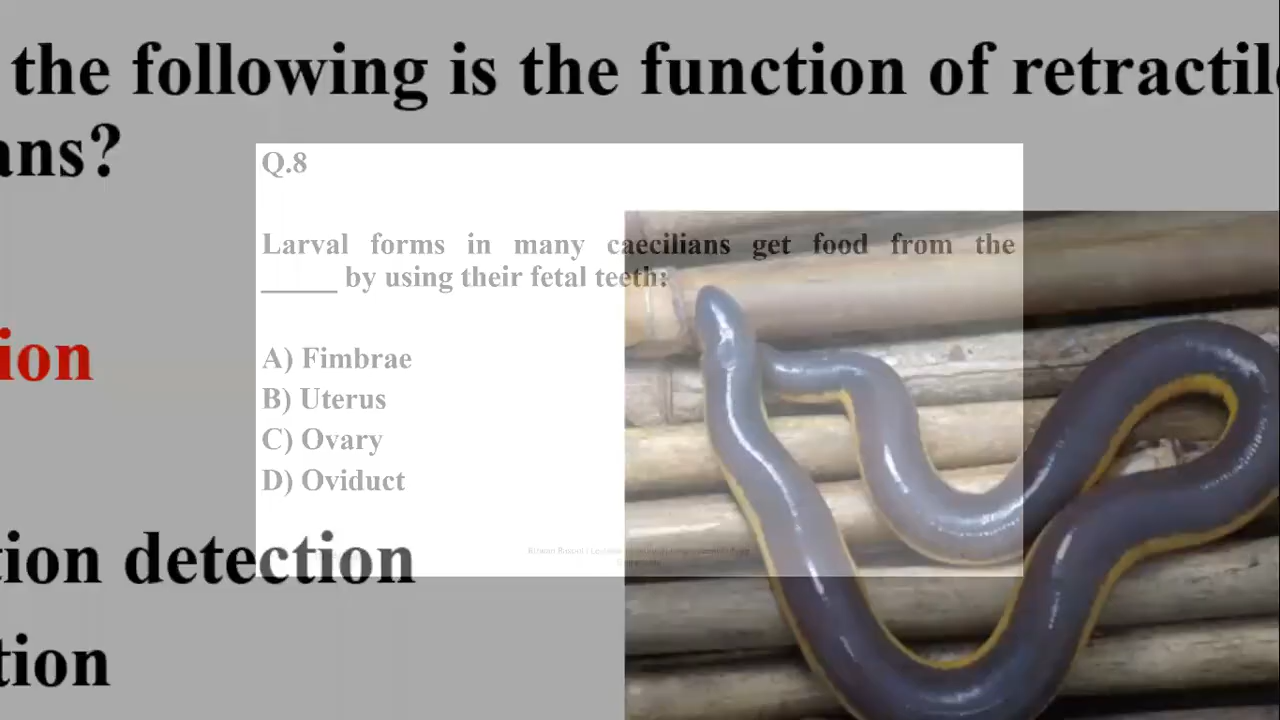 the following is the function of retractil
ans?
Q.8
Larval forms in many caecilians get food from the
_____ by using their fetal teeth:
ion
A) Fimbrae
B) Uterus
C) Ovary
D) Oviduct
tion detection
tion